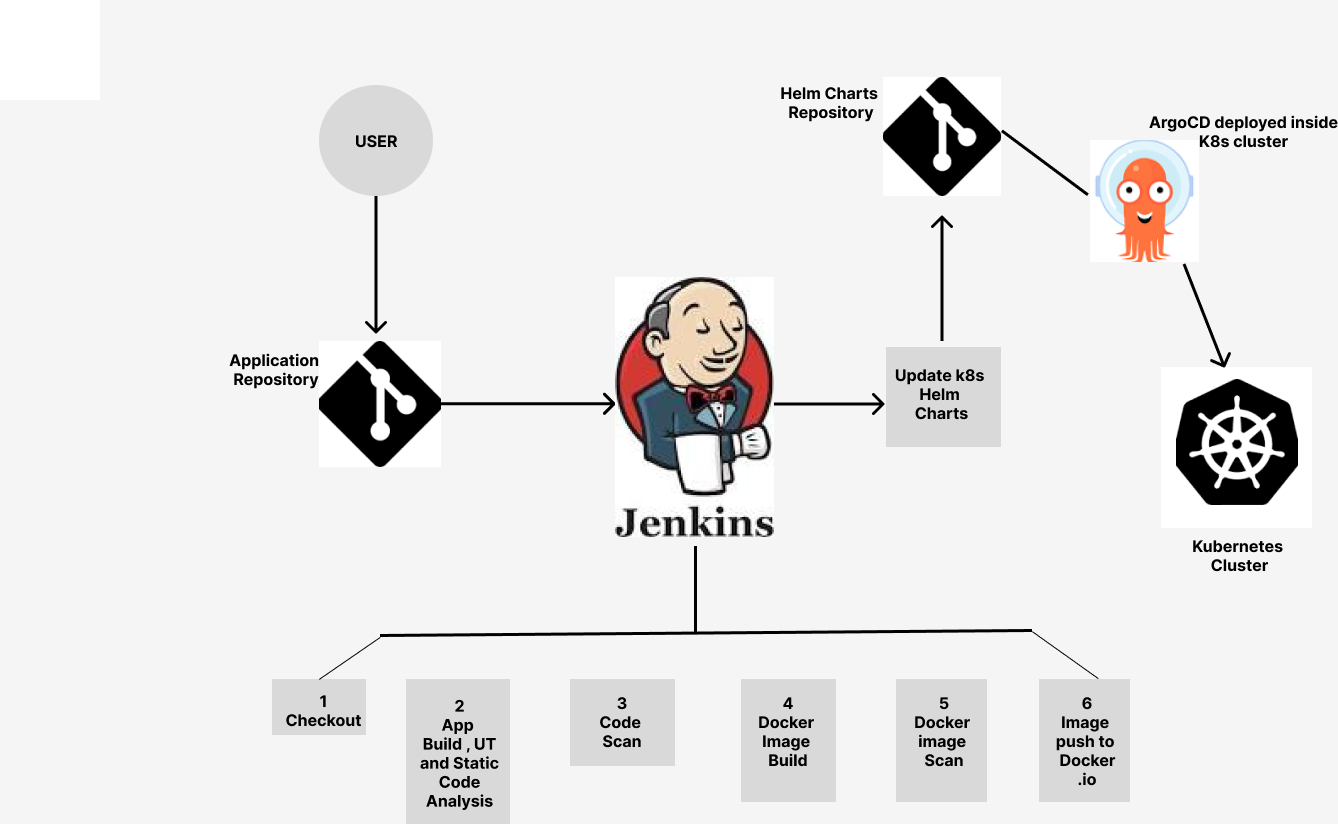 USER
Helm Charts
Repository
ArgoCD deployed inside
K8s cluster
Application
Repository
Jenkins
Update k8s
Helm
Charts
Kubernetes
Cluster
1
Checkout
2
App
Build , UT
and Static
Code
Analysis
3
Code
Scan
4
Docker
Image
Build
5
Docker
image
Scan
6
Image
push to
Docker
.io